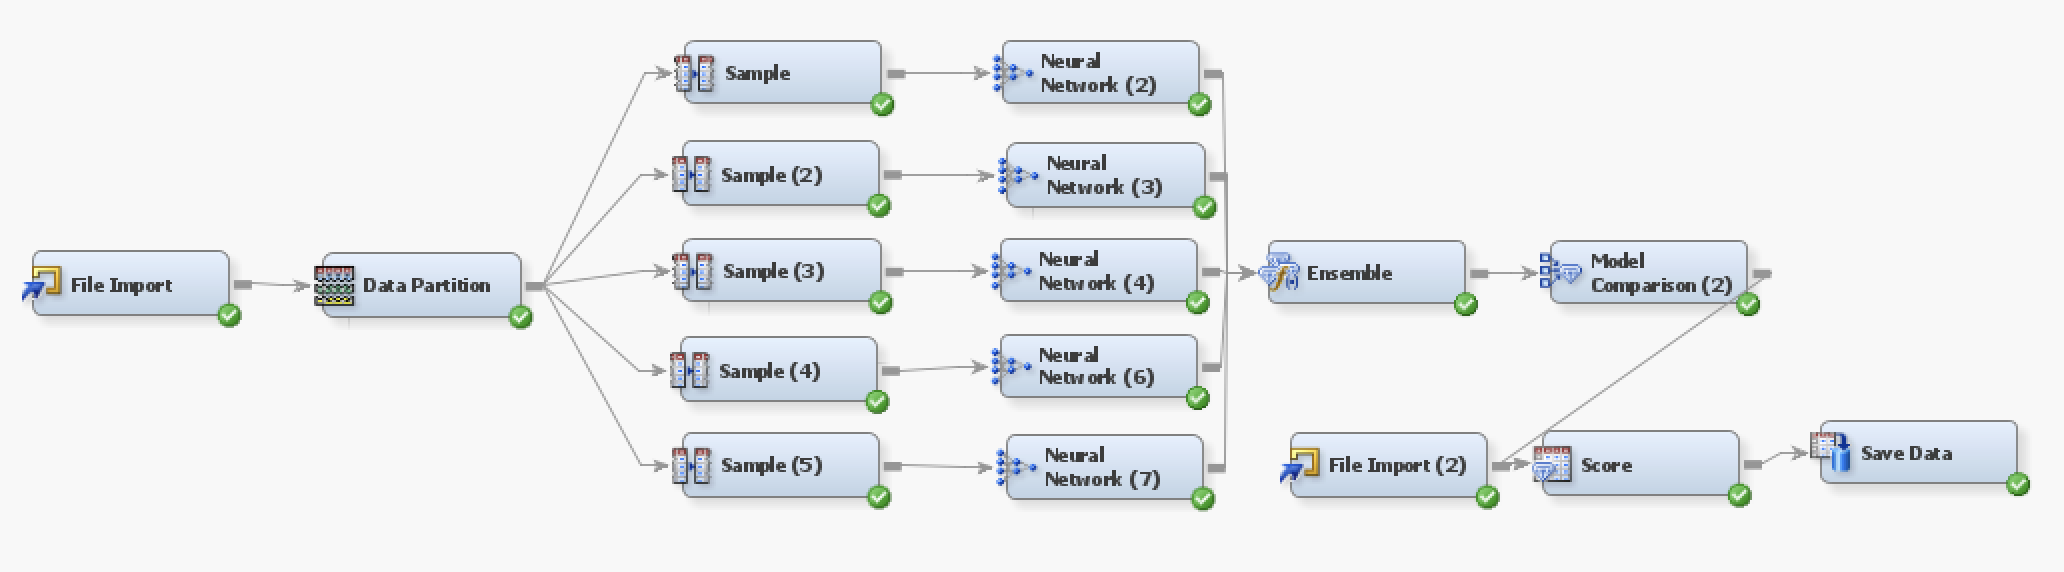 Sample
Neural
Network (2)
Sample (2)
Neural
Network (3)
File Import
Data Partition
Sample (3)
Neural
Network (4)
Ensemble
Model
Comparison (2)
Sample (4)
Neural
Network (6)
Sample (5)
Neural
Network (7)
File Import (2)
Score
Save Data